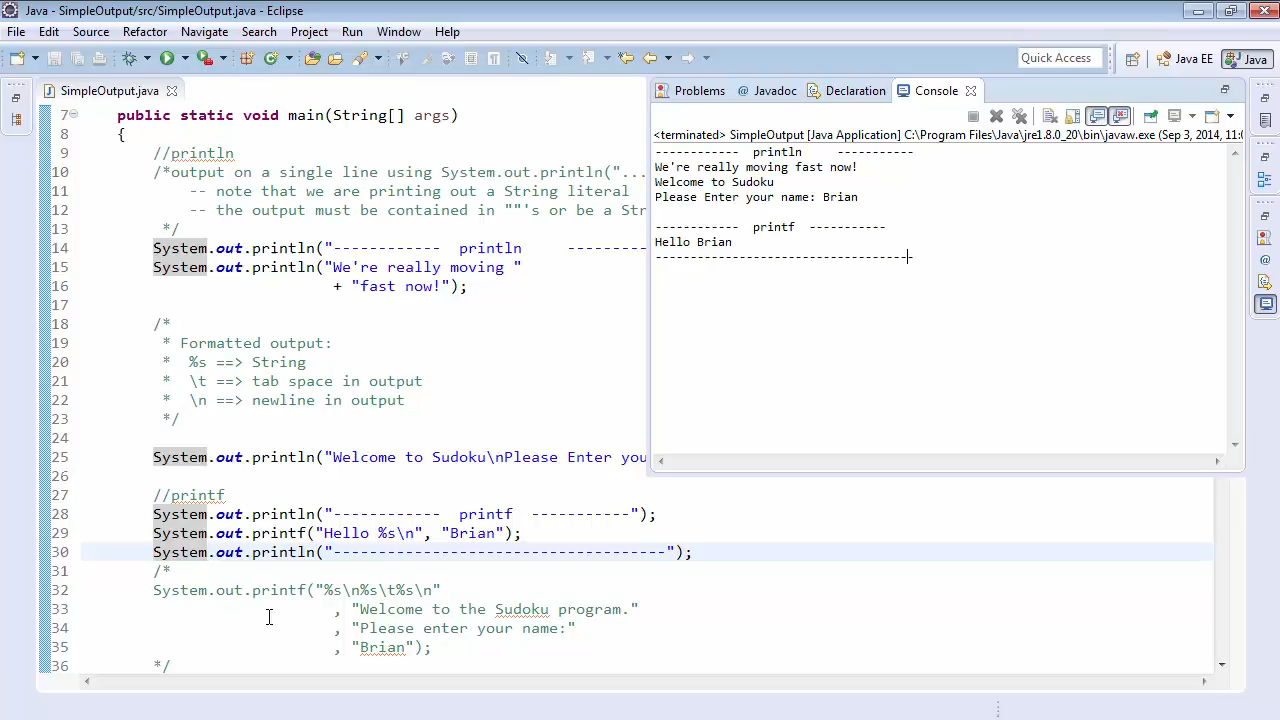 Java - SimpleOutput/src/SimpleOutput.java - Eclipse
File Edit Source Refactor Navigate Search Project Run Window Help
Quick Access Java EE Java
SimpleOutput.java
7 public static void main(String[] args)
8 {
9 //println
10 /*output on a single line using System.out.println("...
11 -- note that we are printing out a String literal
12 -- the output must be contained in ""'s or be a Str
13 */
14 System.out.println("------------  println     ---------
15 System.out.println("We're really moving "
16 + "fast now!");
17
18 /*
19 * Formatted output:
20 *  %s ==> String
21 *  \t ==> tab space in output
22 *  \n ==> newline in output
23 */
24
25 System.out.println("Welcome to Sudoku\nPlease Enter you
26
27 //printf
28 System.out.println("------------  printf  -----------");
29 System.out.printf("Hello %s\n", "Brian");
30 System.out.println("-------------------------------------");
31 /*
32 System.out.printf("%s\n%s\t%s\n"
33 , "Welcome to the Sudoku program."
34 , "Please enter your name:"
35 , "Brian");
36 */
Problems @ Javadoc Declaration Console
<terminated> SimpleOutput [Java Application] C:\Program Files\Java\jre1.8.0_20\bin\javaw.exe (Sep 3, 2014, 11:0
------------  println     -----------
We're really moving fast now!
Welcome to Sudoku
Please Enter your name: Brian
------------  printf  -----------
Hello Brian
-------------------------------------